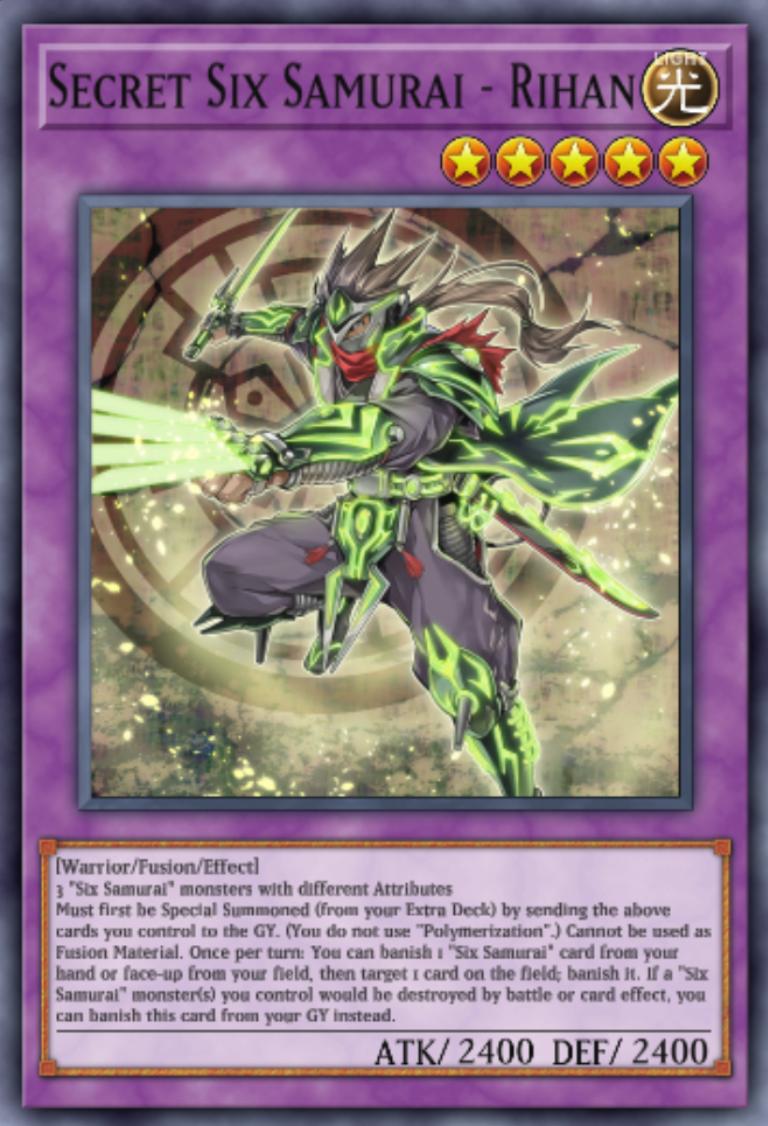 SECRET SIX SAMURAI - RIHAN
LIGHT
光
[Warrior/Fusion/Effect]
3 "Six Samurai" monsters with different Attributes
Must first be Special Summoned (from your Extra Deck) by sending the above
cards you control to the GY. (You do not use "Polymerization".) Cannot be used as
Fusion Material. Once per turn: You can banish 1 "Six Samurai" card from your
hand or face-up from your field, then target 1 card on the field; banish it. If a "Six
Samurai" monster(s) you control would be destroyed by battle or card effect, you
can banish this card from your GY instead.
ATK/ 2400 DEF/ 2400